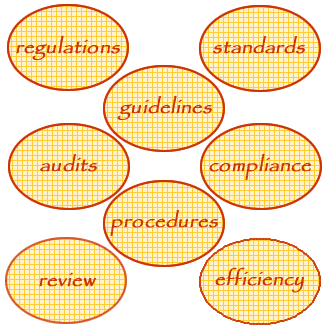 regulations
standards
guidelines
audits
compliance
procedures
review
efficiency